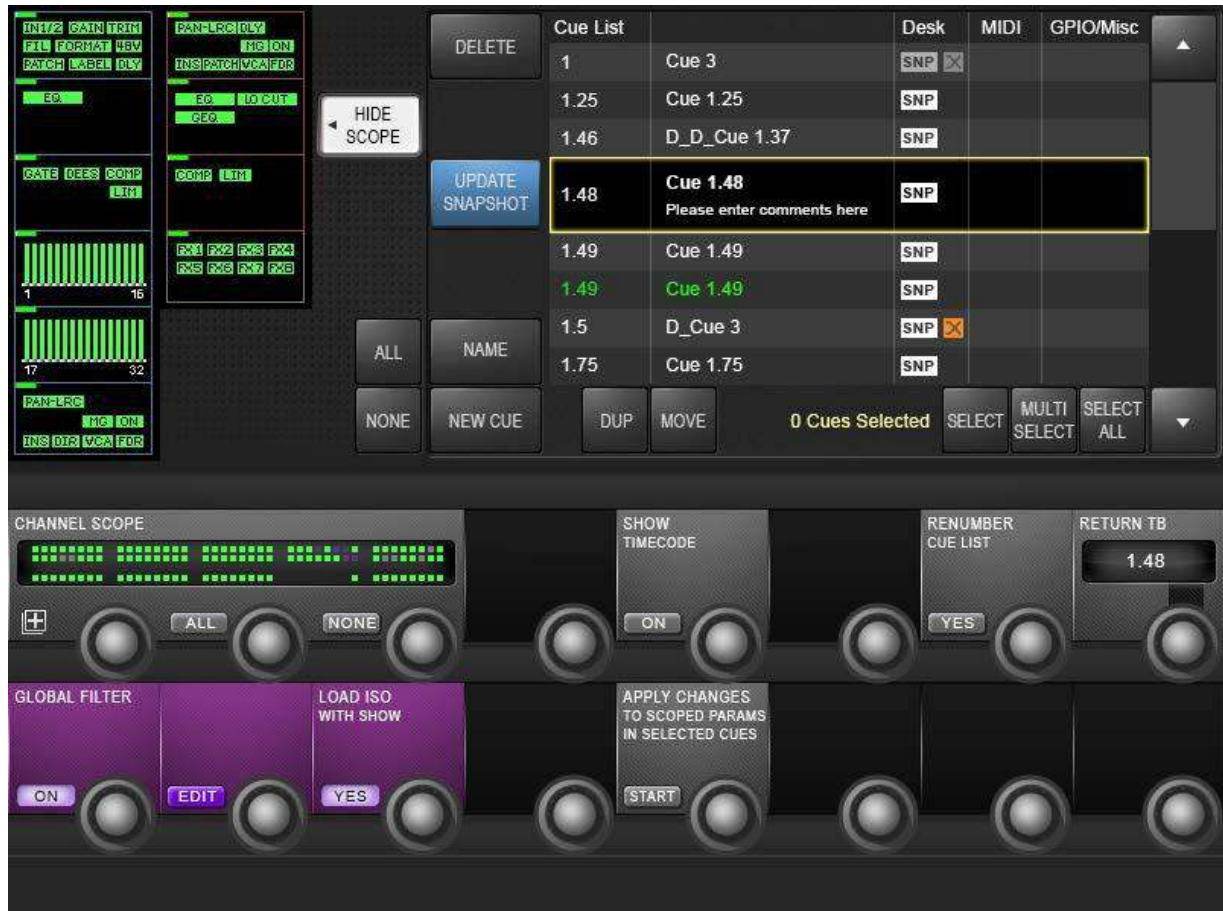 IN1/2 GAIN TRIM
FIL FORMAT 48V
PATCH LABEL DLY
EQ
GATE DEES COMP
LIM
1 16
17 32
PAN-LRC
MG ON
INS DIR VCA FDR
PAN-LRC DLY
MG ON
INS PATCH VCA FDR
EQ LO CUT
GEQ
COMP LIM
FX1 FX2 FX3 FX4
FX5 FX6 FX7 FX8
HIDE
SCOPE
ALL
NONE
DELETE
UPDATE
SNAPSHOT
NAME
NEW CUE
Cue List Desk MIDI GPIO/Misc
1 Cue 3 SNP
1.25 Cue 1.25 SNP
1.46 D_D_Cue 1.37 SNP
1.48 Cue 1.48 SNP
Please enter comments here
1.49 Cue 1.49 SNP
1.49 Cue 1.49 SNP
1.5 D_Cue 3 SNP
1.75 Cue 1.75 SNP
DUP MOVE 0 Cues Selected SELECT MULTI SELECT SELECT ALL
CHANNEL SCOPE
ALL NONE
SHOW
TIMECODE
ON
RENUMBER
CUE LIST
YES
RETURN TB
1.48
GLOBAL FILTER
ON
EDIT
LOAD ISO
WITH SHOW
YES
APPLY CHANGES
TO SCOPED PARAMS
IN SELECTED CUES
START